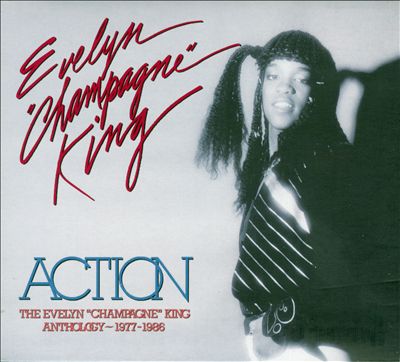 Evelyn
"Champagne"
King
ACTION
THE EVELYN "CHAMPAGNE" KING
ANTHOLOGY~1977-1986